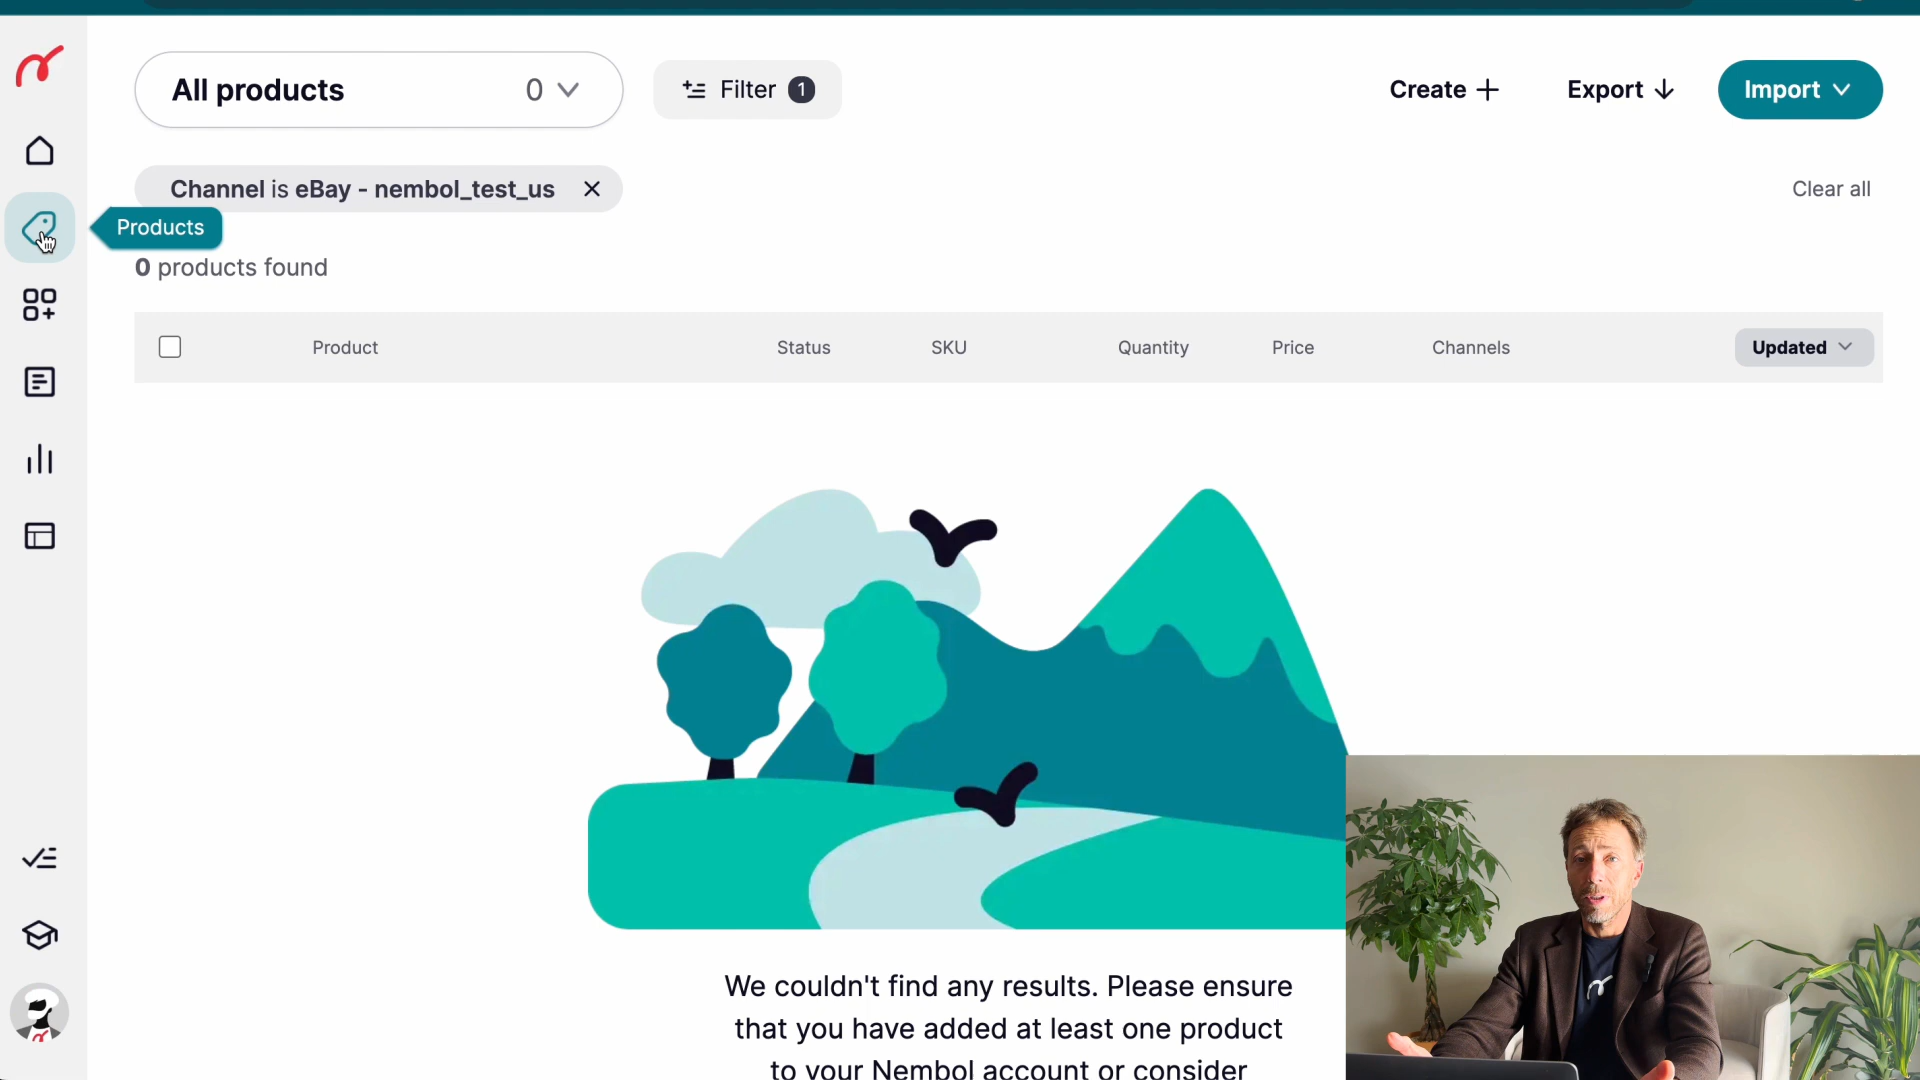 All products 0
Filter 1
Create
Export
Import
Channel is eBay - nembol_test_us
Clear all
Products
0 products found
Product Status SKU Quantity Price Channels Updated
We couldn't find any results. Please ensure
that you have added at least one product
to your Nembol account or consider